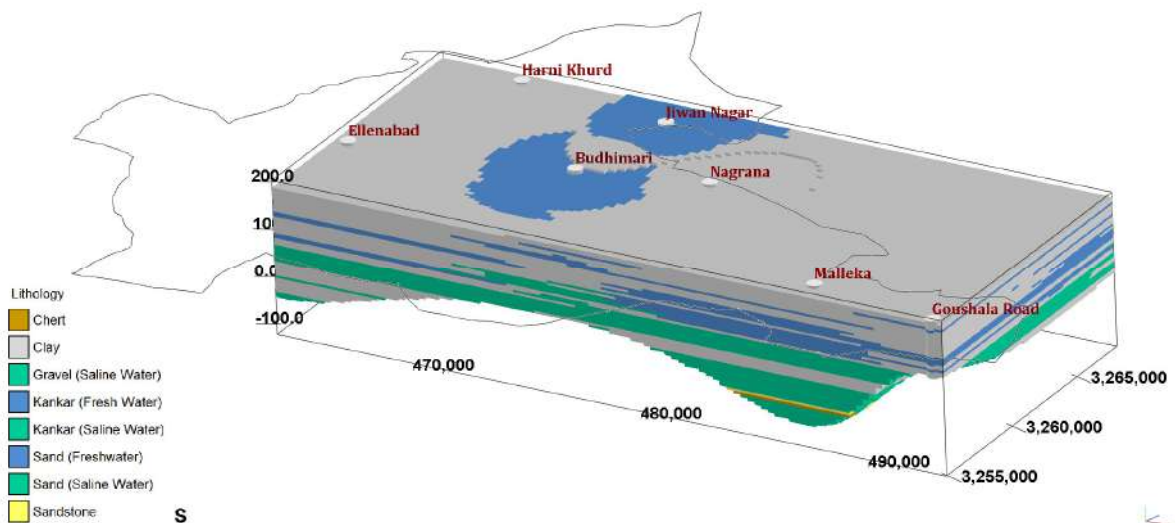 Harni Khurd
Jiwan Nagar
Ellenabad
Budhimari
Nagrana
200.0
10
0.0
-100.0
Malleka
Goushala Road
470,000
480,000
490,000
3,265,000
3,260,000
3,255,000
Lithology
Chert
Clay
Gravel (Saline Water)
Kankar (Fresh Water)
Kankar (Saline Water)
Sand (Freshwater)
Sand (Saline Water)
Sandstone
S